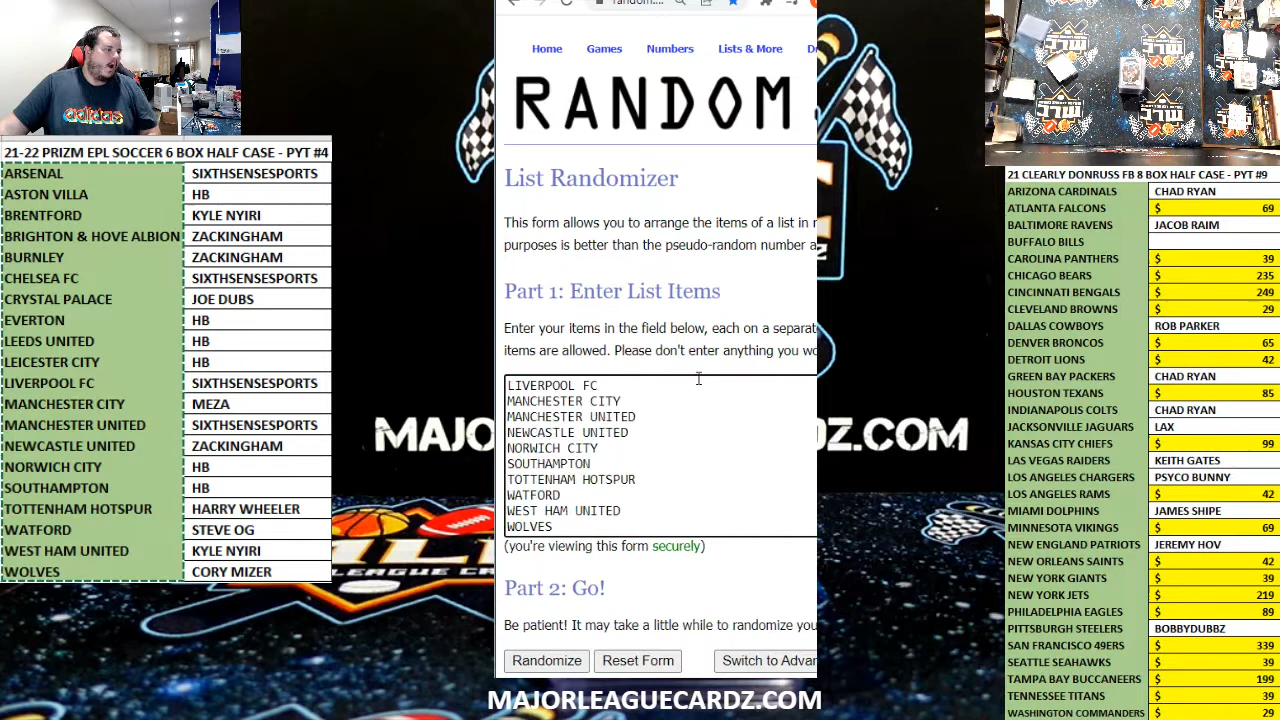 21-22 PRIZM EPL SOCCER 6 BOX HALF CASE - PYT #4
ARSENAL SIXTHSENSESPORTS
ASTON VILLA HB
BRENTFORD KYLE NYIRI
BRIGHTON & HOVE ALBION ZACKINGHAM
BURNLEY ZACKINGHAM
CHELSEA FC SIXTHSENSESPORTS
CRYSTAL PALACE JOE DUBS
EVERTON HB
LEEDS UNITED HB
LEICESTER CITY HB
LIVERPOOL FC SIXTHSENSESPORTS
MANCHESTER CITY MEZA
MANCHESTER UNITED SIXTHSENSESPORTS
NEWCASTLE UNITED ZACKINGHAM
NORWICH CITY HB
SOUTHAMPTON HB
TOTTENHAM HOTSPUR HARRY WHEELER
WATFORD STEVE OG
WEST HAM UNITED KYLE NYIRI
WOLVES CORY MIZER
adidas
random....
Home Games Numbers Lists & More Dr
RANDOM
List Randomizer
This form allows you to arrange the items of a list in r
purposes is better than the pseudo-random number a
Part 1: Enter List Items
Enter your items in the field below, each on a separat
items are allowed. Please don't enter anything you wo
LIVERPOOL FC
MANCHESTER CITY
MANCHESTER UNITED
NEWCASTLE UNITED
NORWICH CITY
SOUTHAMPTON
TOTTENHAM HOTSPUR
WATFORD
WEST HAM UNITED
WOLVES
(you're viewing this form securely)
Part 2: Go!
Be patient! It may take a little while to randomize you
Randomize Reset Form Switch to Advan
MAJO
DZ.COM
MAJORLEAGUECARDZ.COM
21 CLEARLY DONRUSS FB 8 BOX HALF CASE - PYT #9
ARIZONA CARDINALS CHAD RYAN
ATLANTA FALCONS $ 69
BALTIMORE RAVENS JACOB RAIM
BUFFALO BILLS
CAROLINA PANTHERS $ 39
CHICAGO BEARS $ 235
CINCINNATI BENGALS $ 249
CLEVELAND BROWNS $ 29
DALLAS COWBOYS ROB PARKER
DENVER BRONCOS $ 65
DETROIT LIONS $ 42
GREEN BAY PACKERS CHAD RYAN
HOUSTON TEXANS $ 85
INDIANAPOLIS COLTS CHAD RYAN
JACKSONVILLE JAGUARS LAX
KANSAS CITY CHIEFS $ 99
LAS VEGAS RAIDERS KEITH GATES
LOS ANGELES CHARGERS PSYCO BUNNY
LOS ANGELES RAMS $ 42
MIAMI DOLPHINS JAMES SHIPE
MINNESOTA VIKINGS $ 69
NEW ENGLAND PATRIOTS JEREMY HOV
NEW ORLEANS SAINTS $ 42
NEW YORK GIANTS $ 39
NEW YORK JETS $ 219
PHILADELPHIA EAGLES $ 89
PITTSBURGH STEELERS BOBBYDUBBZ
SAN FRANCISCO 49ERS $ 339
SEATTLE SEAHAWKS $ 39
TAMPA BAY BUCCANEERS $ 199
TENNESSEE TITANS $ 39
WASHINGTON COMMANDERS $ 29